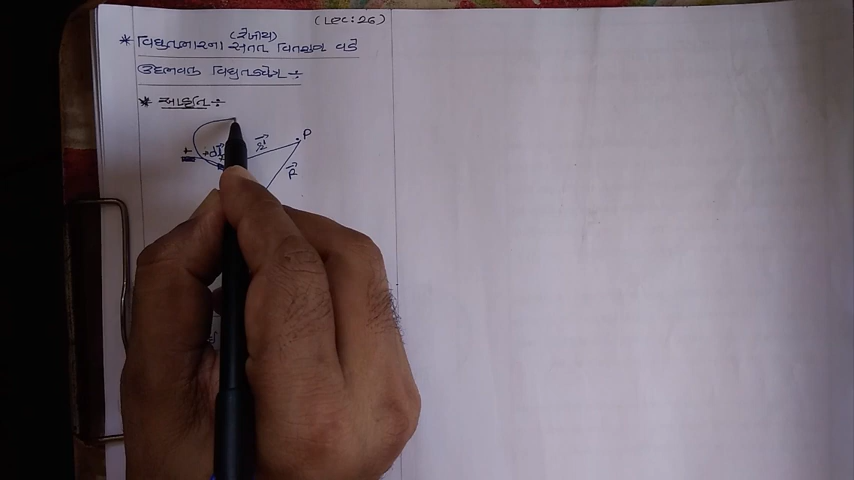 (Lec: 26)
(રેખીય)
* વિદ્યુતભારના સતત વિતરણ વડે
ઉદ્ભવતું વિદ્યુતક્ષેત્ર ÷
* આકૃતિ ÷
P
+